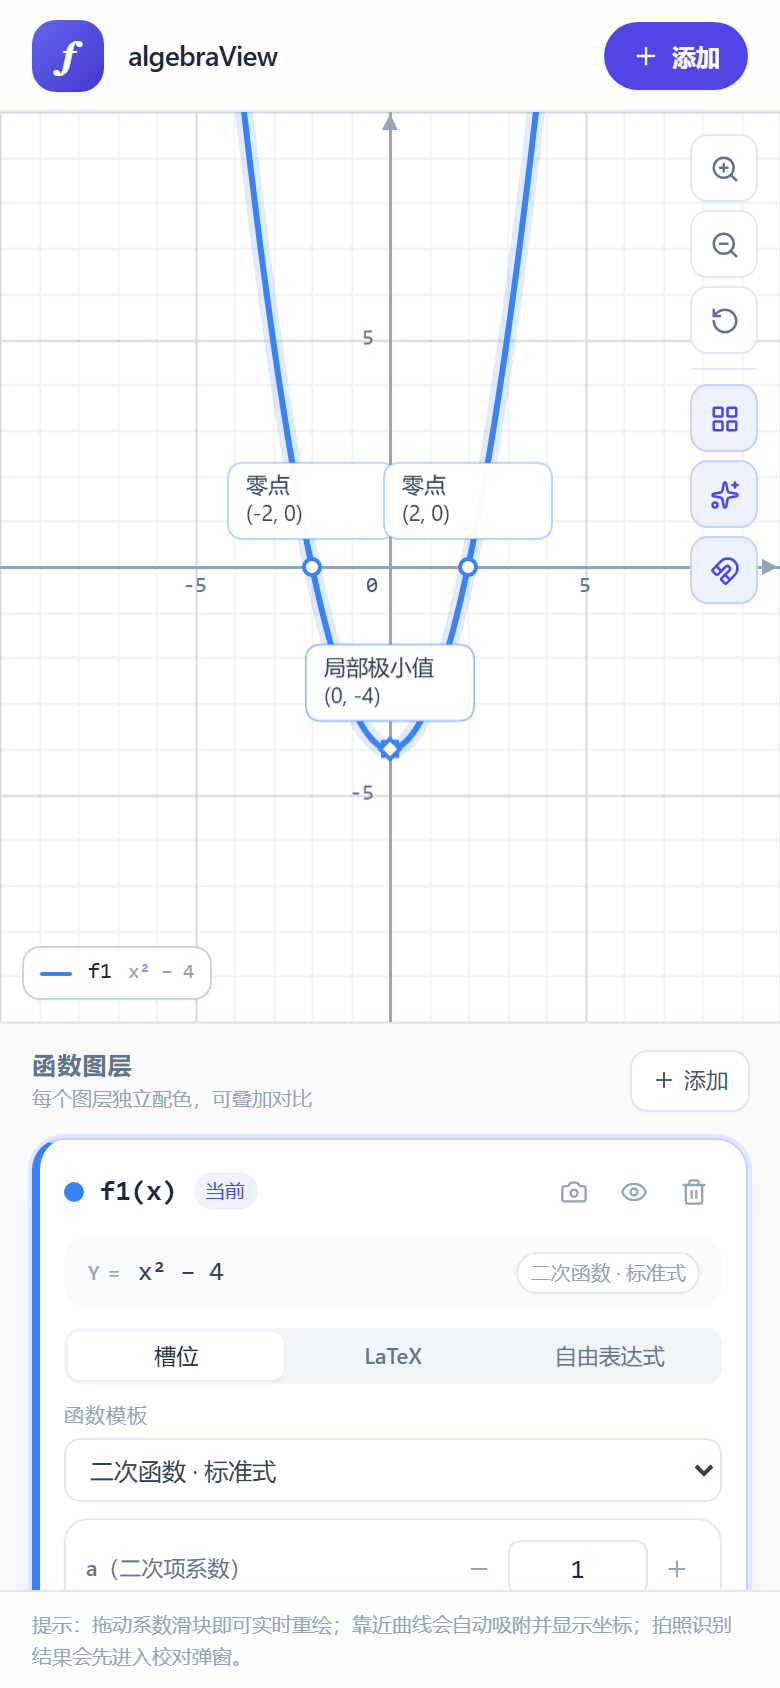 f
algebraView
添加
5
零点
(-2, 0)
零点
(2, 0)
-5
0
5
局部极小值
(0, -4)
-5
f1 x² − 4
函数图层
每个图层独立配色，可叠加对比
添加
f1(x)
当前
Y = x² − 4
二次函数 · 标准式
槽位
LaTeX
自由表达式
函数模板
二次函数 · 标准式
a（二次项系数）
1
提示：拖动系数滑块即可实时重绘；靠近曲线会自动吸附并显示坐标；拍照识别
结果会先进入校对弹窗。